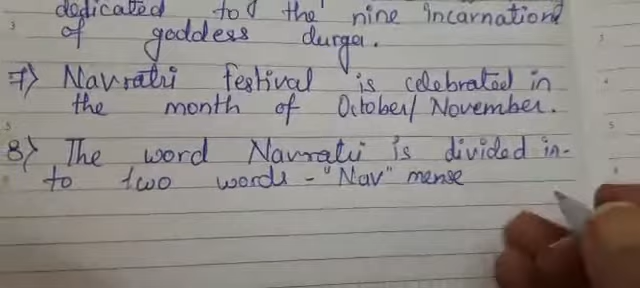 dedicated to the nine incarnations
of goddess durga.
7) Navratri festival is celebrated in
the month of October/November.
8) The word Navratri is divided in-
to two words - "Nav" mense